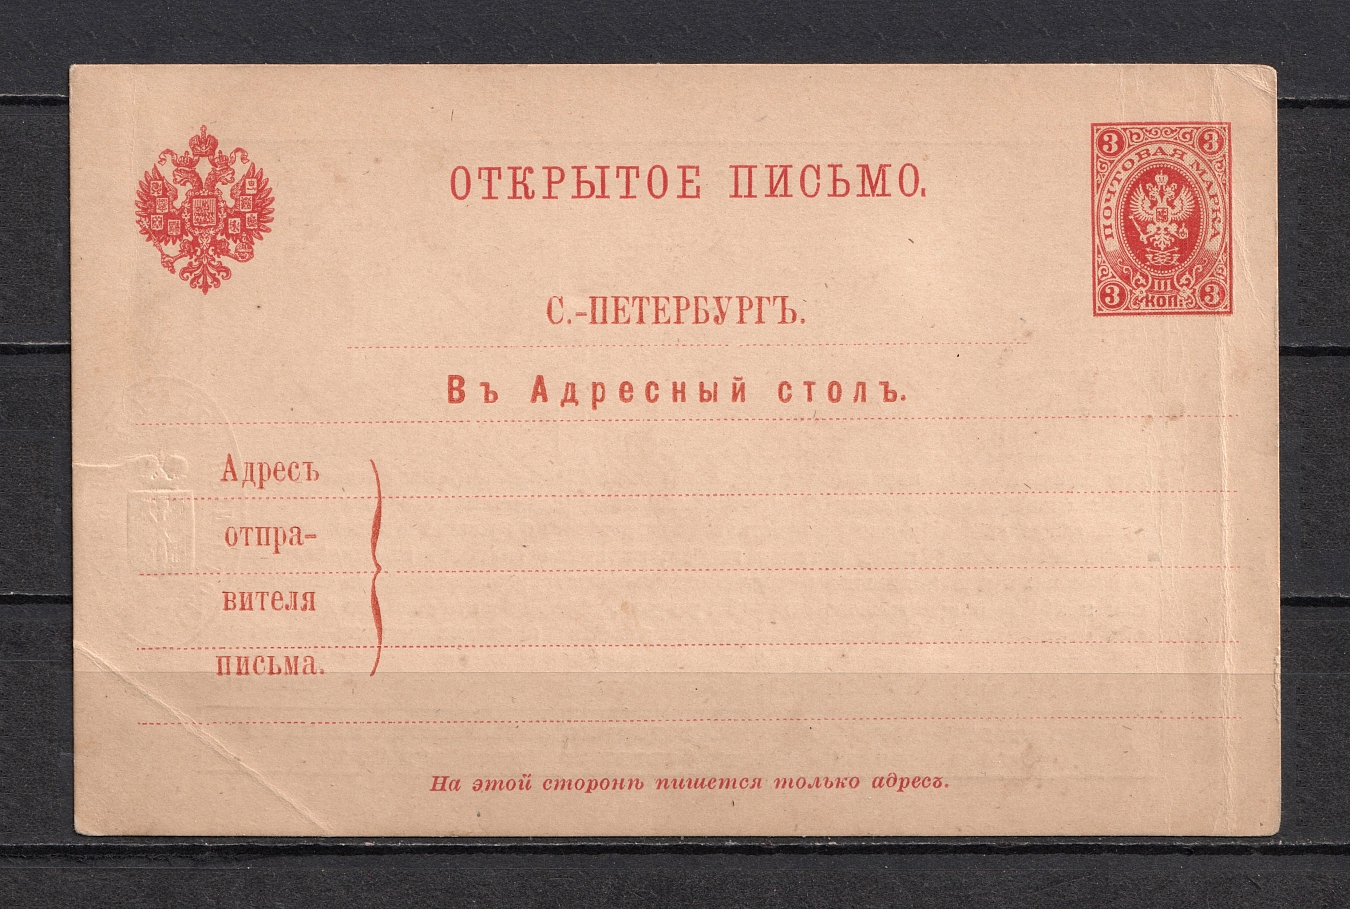 ОТКРЫТОЕ ПИСЬМО.
3 3
ПОЧТОВАЯ МАРКА
3 III 3
КОП.
С.-ПЕТЕРБУРГЪ.
Въ Адресный столъ.
Адресъ
отпра-
вителя
письма.
На этой сторонѣ пишется только адресъ.